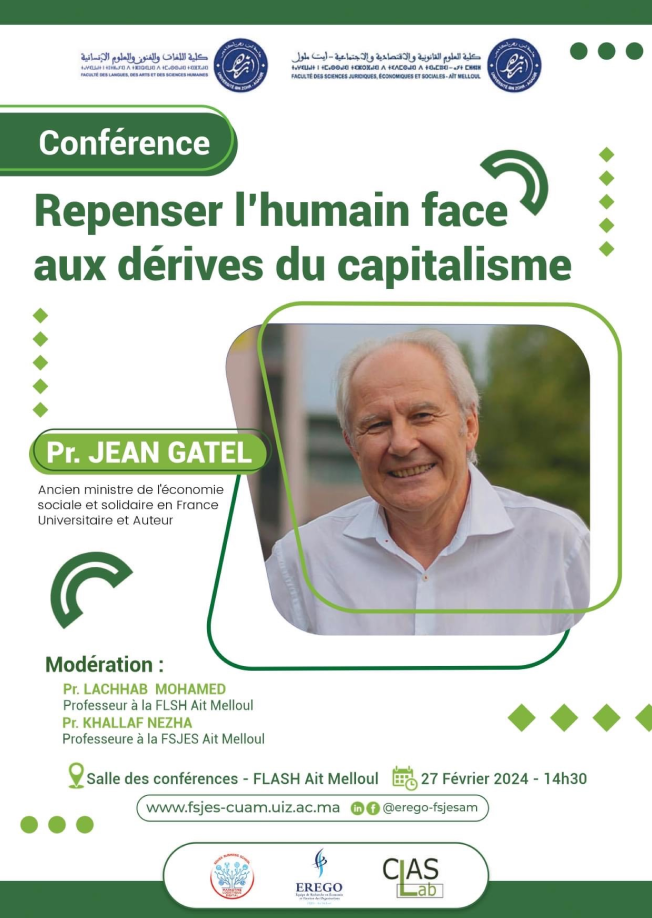 كلية اللغات والفنون والعلوم الإنسانية
FACULTÉ DES LANGUES, DES ARTS ET DES SCIENCES HUMAINES
كلية العلوم القانونية والاقتصادية والاجتماعية - أيت ملول
FACULTÉ DES SCIENCES JURIDIQUES, ÉCONOMIQUES ET SOCIALES - AÏT MELLOUL
Conférence
Repenser l'humain face
aux dérives du capitalisme
Pr. JEAN GATEL
Ancien ministre de l'économie
sociale et solidaire en France
Universitaire et Auteur
Modération :
Pr. LACHHAB MOHAMED
Professeur à la FLSH Ait Melloul
Pr. KHALLAF NEZHA
Professeure à la FSJES Ait Melloul
Salle des conférences - FLASH Ait Melloul
27 Février 2024 - 14h30
www.fsjes-cuam.uiz.ac.ma
@erego-fsjesam
EREGO
CLAS
Lab